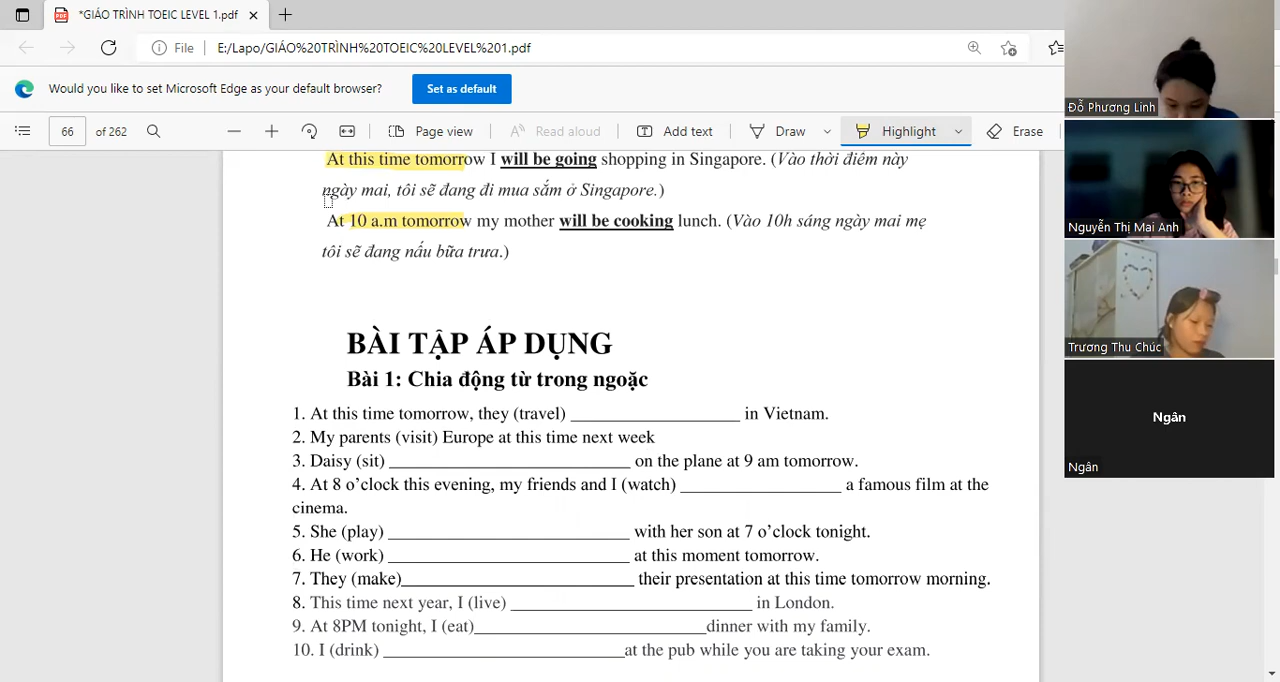 *GIÁO TRÌNH TOEIC LEVEL 1.pdf
File E:/Lapo/GIÁO%20TRÌNH%20TOEIC%20LEVEL%201.pdf
Would you like to set Microsoft Edge as your default browser? Set as default
66 of 262 Page view Read aloud Add text Draw Highlight Erase
At this time tomorrow I will be going shopping in Singapore. (Vào thời điêm này
ngày mai, tôi sẽ đang đi mua sắm ở Singapore.)
At 10 a.m tomorrow my mother will be cooking lunch. (Vào 10h sáng ngày mai mẹ
tôi sẽ đang nấu bữa trưa.)
BÀI TẬP ÁP DỤNG
Bài 1: Chia động từ trong ngoặc
1. At this time tomorrow, they (travel) ____________________ in Vietnam.
2. My parents (visit) Europe at this time next week
3. Daisy (sit) ____________________________ on the plane at 9 am tomorrow.
4. At 8 o’clock this evening, my friends and I (watch) ___________________ a famous film at the
cinema.
5. She (play) ____________________________ with her son at 7 o’clock tonight.
6. He (work) ____________________________ at this moment tomorrow.
7. They (make)___________________________ their presentation at this time tomorrow morning.
8. This time next year, I (live) ____________________________ in London.
9. At 8PM tonight, I (eat)___________________________dinner with my family.
10. I (drink) ____________________________at the pub while you are taking your exam.
Đỗ Phương Linh
Nguyễn Thị Mai Anh
Trương Thu Chúc
Ngân
Ngân